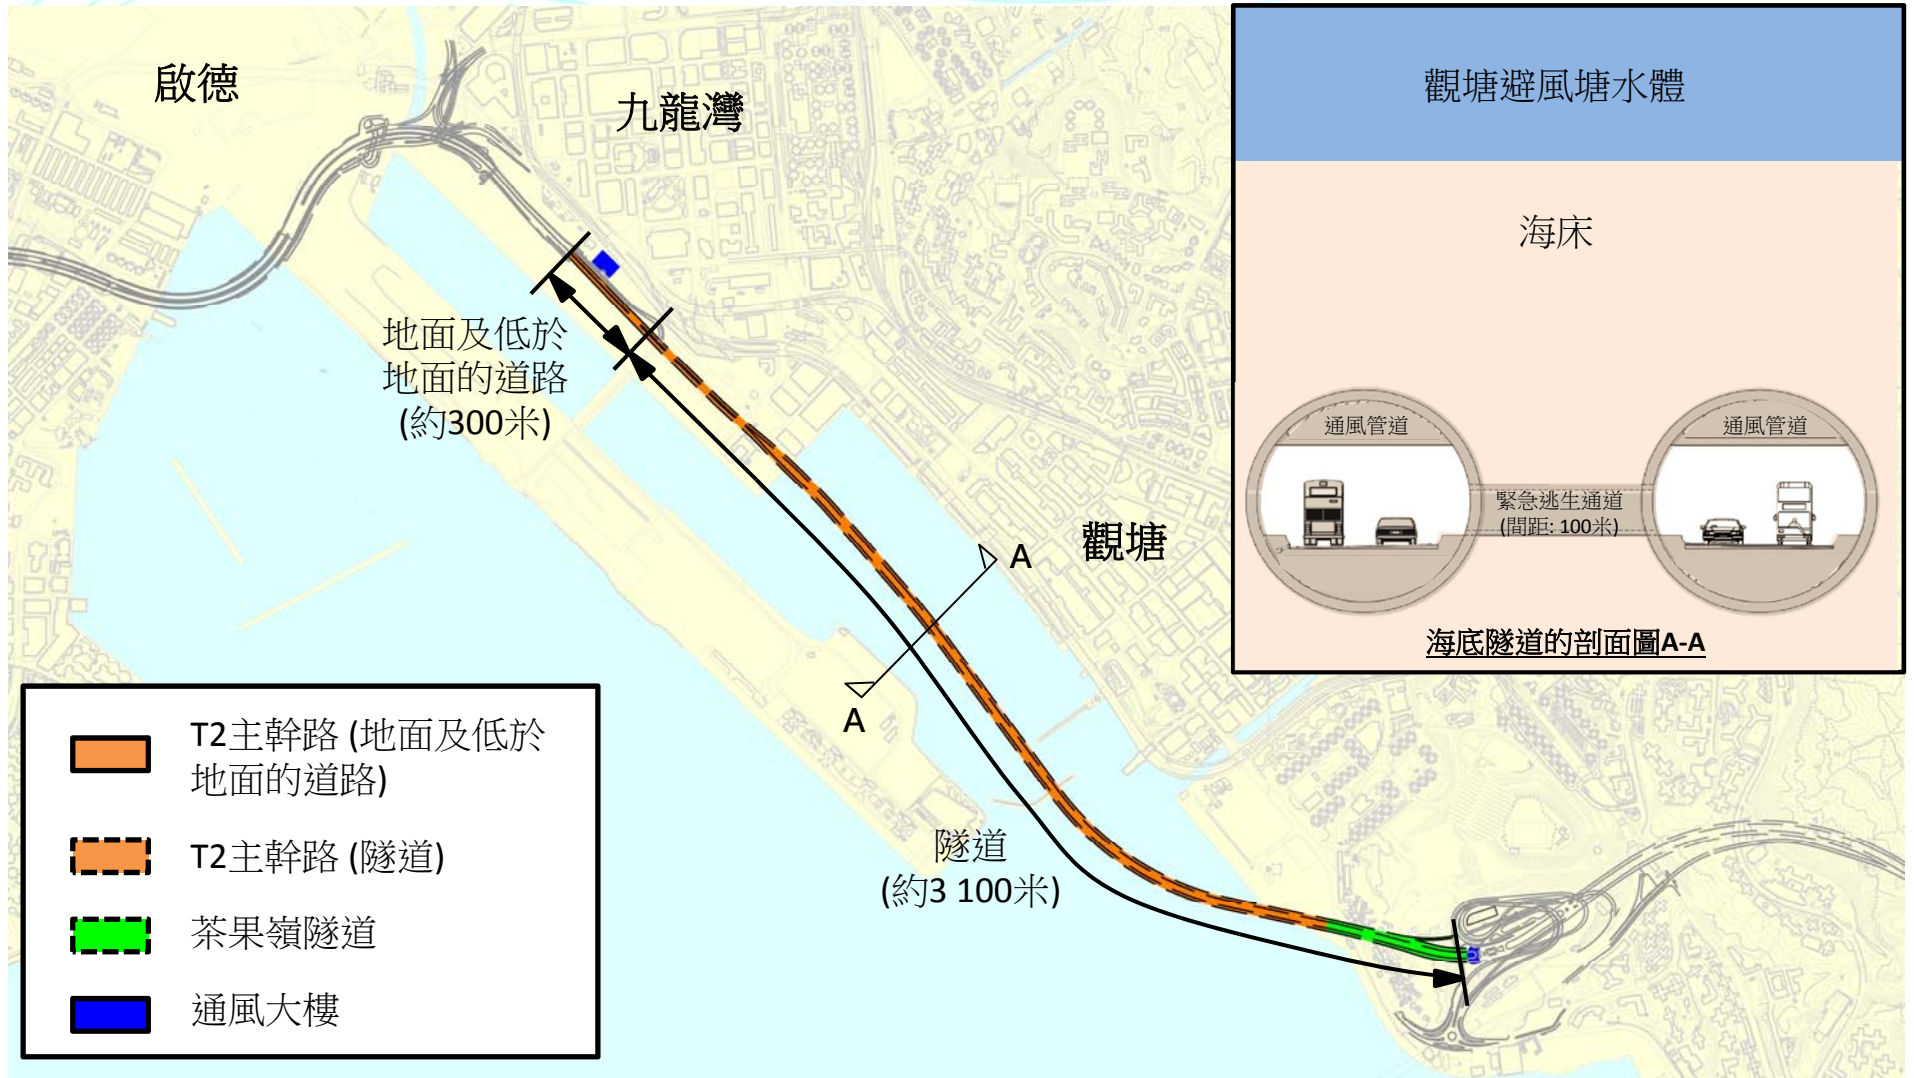 啟德
九龍灣
地面及低於
地面的道路
(約300米)
觀塘
A
A
隧道
(約3 100米)
T2主幹路 (地面及低於
地面的道路)
T2主幹路 (隧道)
茶果嶺隧道
通風大樓
觀塘避風塘水體
海床
通風管道
通風管道
緊急逃生通道
(間距: 100米)
海底隧道的剖面圖A-A